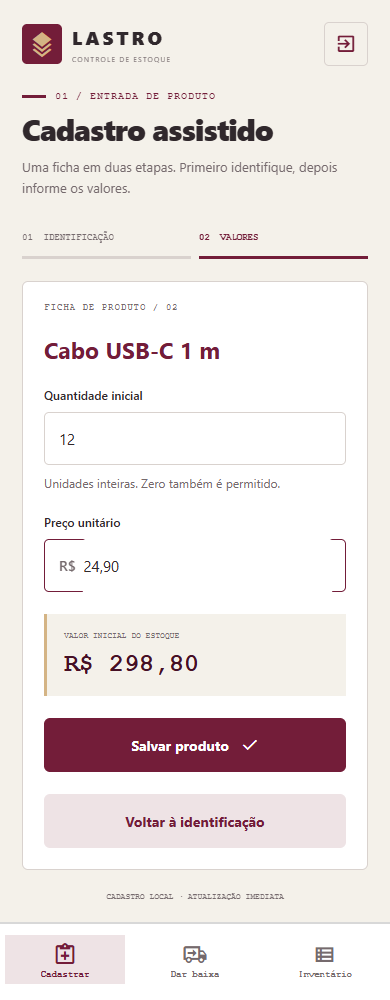 LASTRO
CONTROLE DE ESTOQUE
01 / ENTRADA DE PRODUTO
Cadastro assistido
Uma ficha em duas etapas. Primeiro identifique, depois
informe os valores.
01 IDENTIFICAÇÃO
02 VALORES
FICHA DE PRODUTO / 02
Cabo USB-C 1 m
Quantidade inicial
12
Unidades inteiras. Zero também é permitido.
Preço unitário
R$ 24,90
VALOR INICIAL DO ESTOQUE
R$ 298,80
Salvar produto
Voltar à identificação
CADASTRO LOCAL · ATUALIZAÇÃO IMEDIATA
Cadastrar
Dar baixa
Inventário